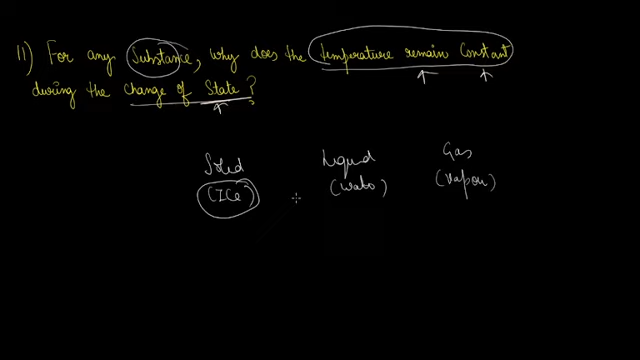 11) For any Substance, why does the temperature remain Constant
during the change of State?
Solid Liquid Gas
(ICe) (Wato) (Vapour)